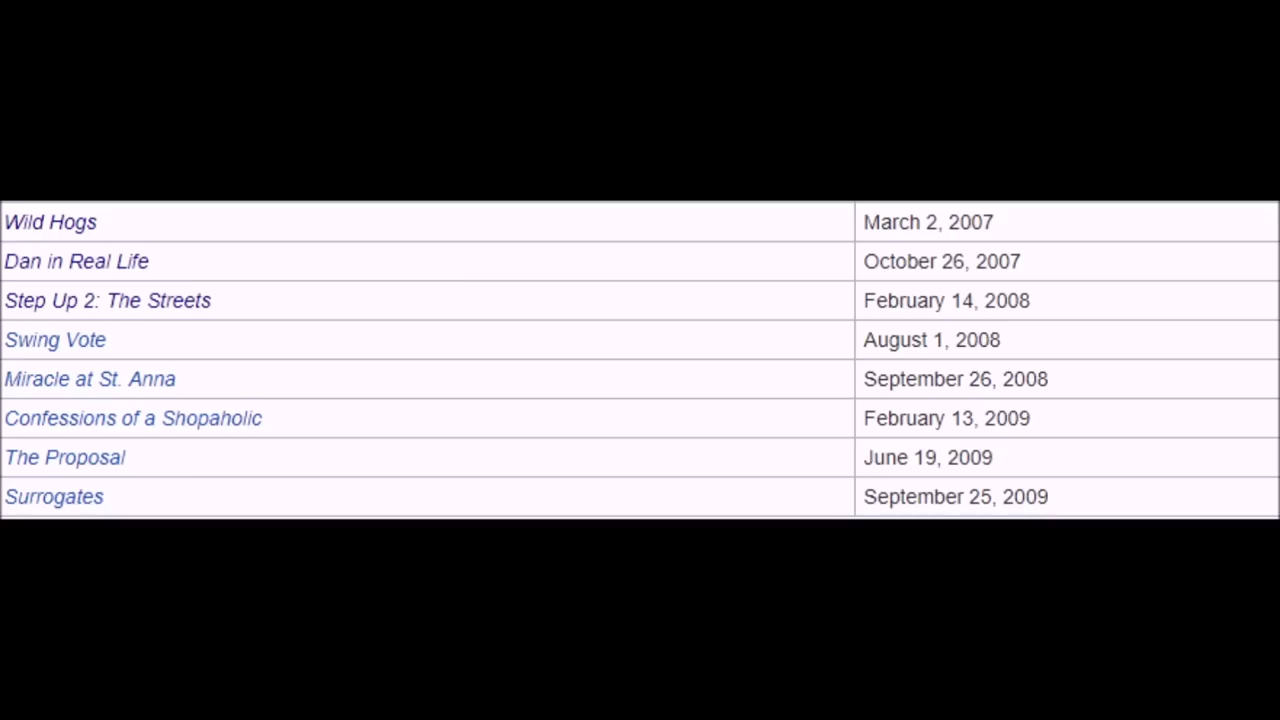 Wild Hogs March 2, 2007
Dan in Real Life October 26, 2007
Step Up 2: The Streets February 14, 2008
Swing Vote August 1, 2008
Miracle at St. Anna September 26, 2008
Confessions of a Shopaholic February 13, 2009
The Proposal June 19, 2009
Surrogates September 25, 2009